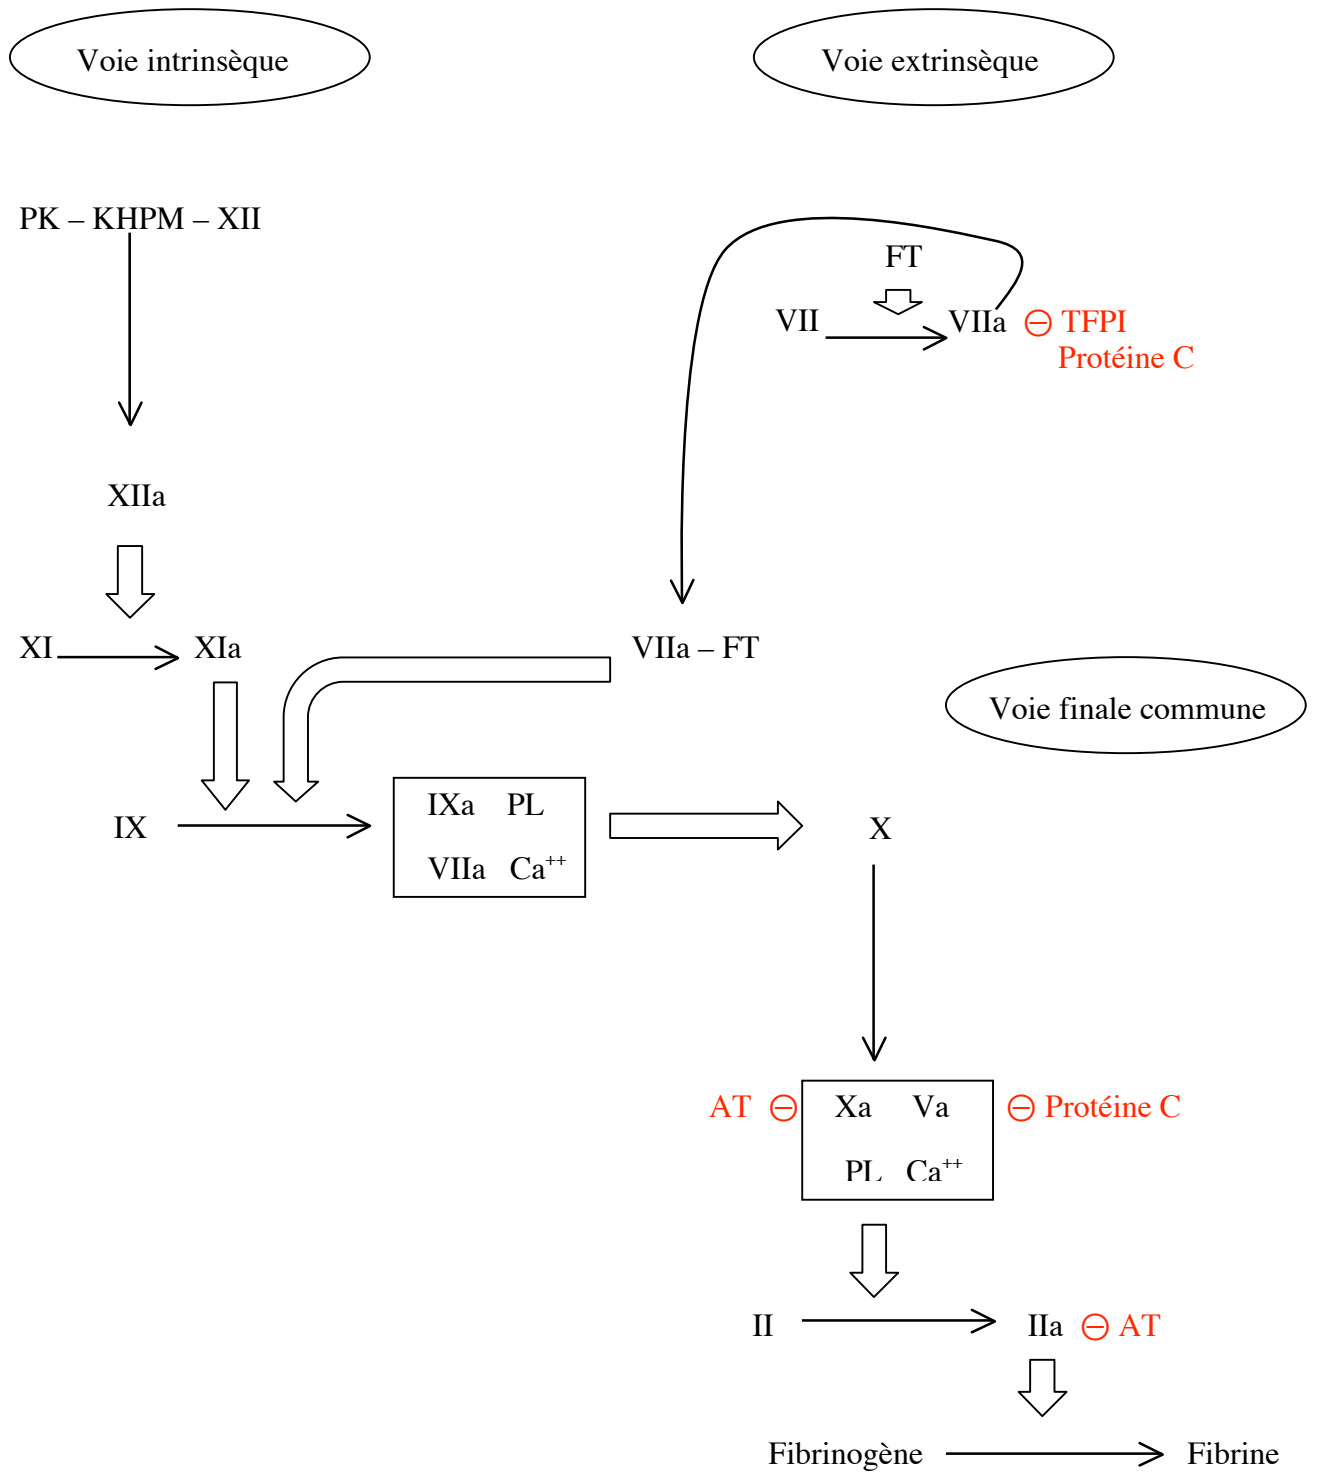 Voie intrinsèque
Voie extrinsèque
PK – KHPM – XII
FT
VII
VIIa ⊖ TFPI
Protéine C
XIIa
XI
XIa
VIIa – FT
Voie finale commune
IX
IXa PL
VIIa Ca++
X
AT ⊖
Xa Va
⊖ Protéine C
PL Ca++
II
IIa ⊖ AT
Fibrinogène
Fibrine